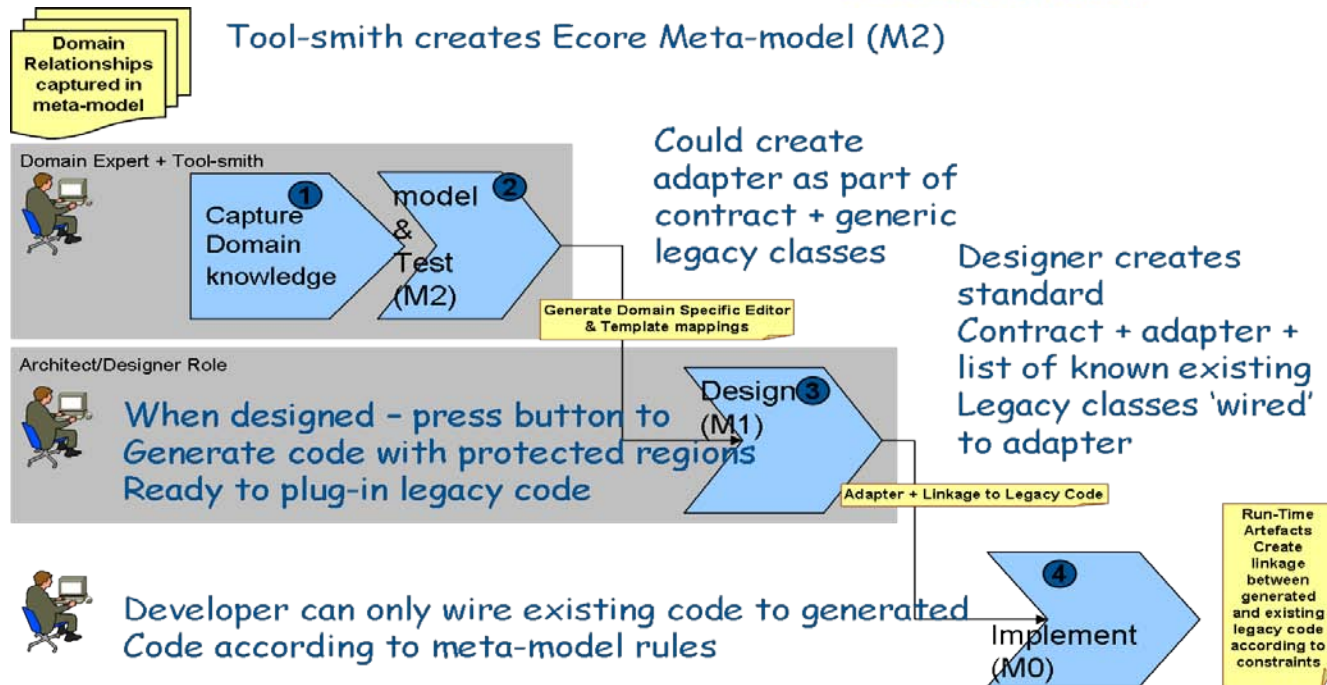 Domain
Relationships
captured in
meta-model
Tool-smith creates Ecore Meta-model (M2)
Domain Expert + Tool-smith
1
Capture
Domain
knowledge
2
model
&
Test
(M2)
Could create
adapter as part of
contract + generic
legacy classes
Generate Domain Specific Editor
& Template mappings
Designer creates
standard
Contract + adapter +
list of known existing
Legacy classes ‘wired’
to adapter
Architect/Designer Role
When designed – press button to
Generate code with protected regions
Ready to plug-in legacy code
Design
3
(M1)
Adapter + Linkage to Legacy Code
Developer can only wire existing code to generated
Code according to meta-model rules
4
Implement
(M0)
Run-Time
Artefacts
Create
linkage
between
generated
and existing
legacy code
according to
constraints